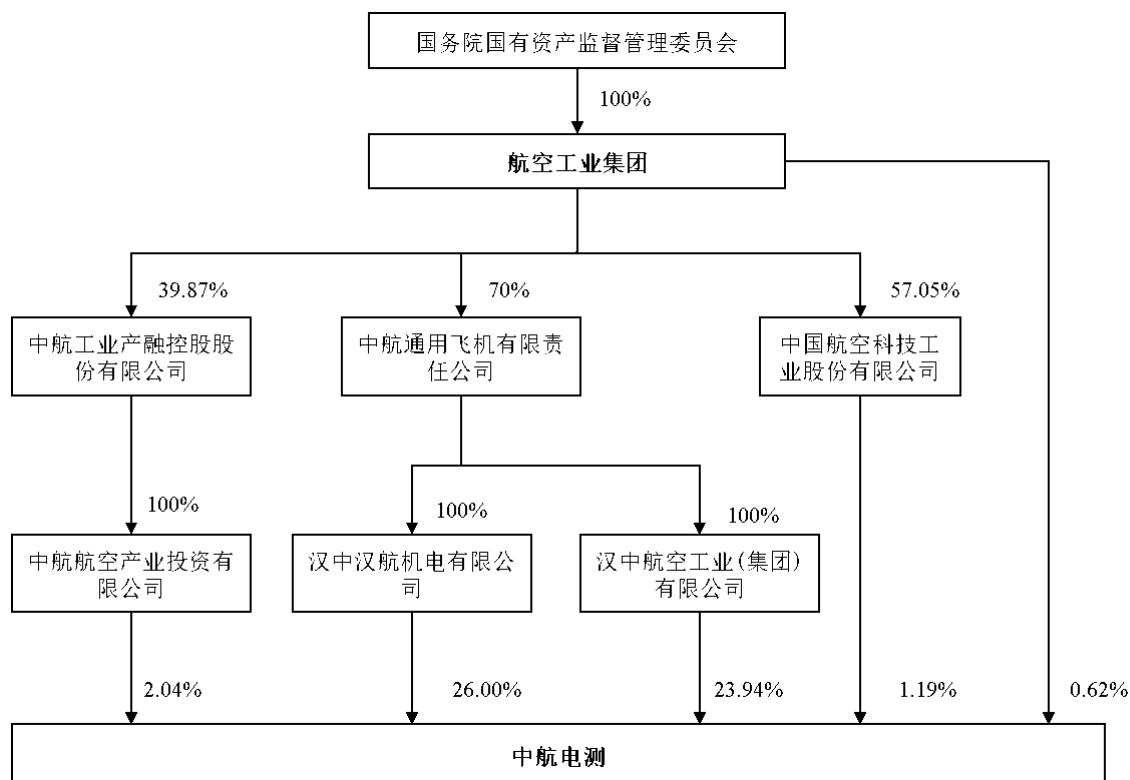 国务院国有资产监督管理委员会
100%
航空工业集团
39.87%
70%
57.05%
中航工业产融控股股
份有限公司
中航通用飞机有限责
任公司
中国航空科技工
业股份有限公司
100%
100%
100%
中航航空产业投资有
限公司
汉中汉航机电有限公
司
汉中航空工业(集团)
有限公司
2.04%
26.00%
23.94%
1.19%
0.62%
中航电测